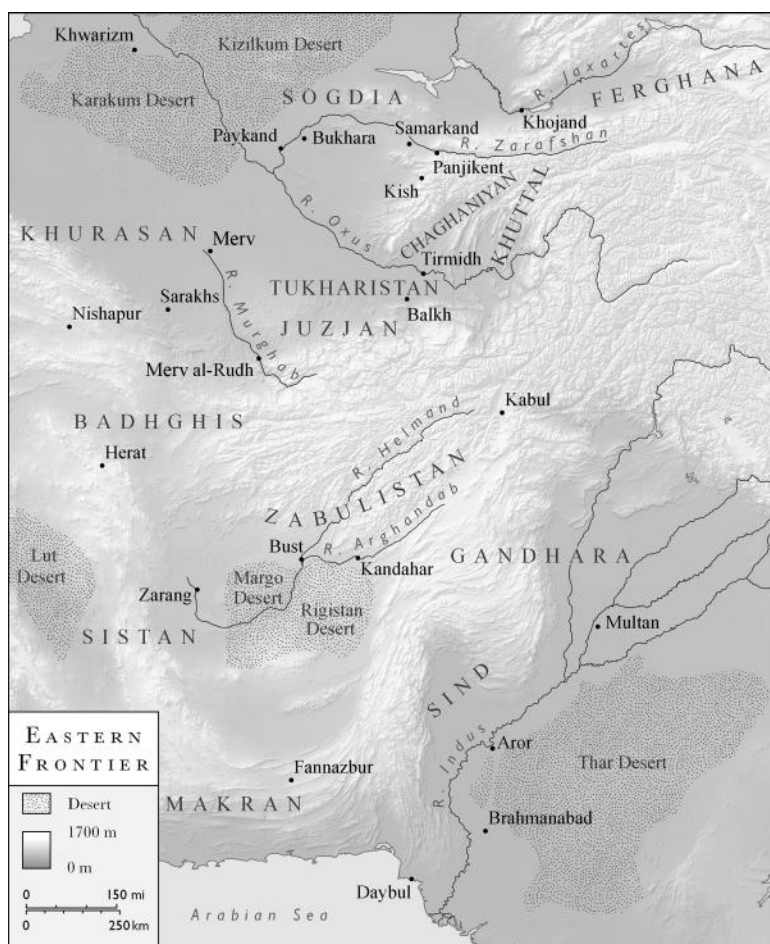 Khwarizm
Kizilkum Desert
Karakum Desert
SOGDIA
R. Jaxartes
FERGHANA
Khojand
Paykand
Bukhara
Samarkand
R. Zarafshan
Panjikent
Kish
CHAGHANIYAN
KHUTTAL
R. Oxus
KHURASAN
Merv
Tirmidh
TUKHARISTAN
Sarakhs
R. Murghab
Balkh
Nishapur
JUZJAN
Merv al-Rudh
Kabul
BADHGHIS
R. Helmand
Herat
ZABULISTAN
R. Arghandab
GANDHARA
Lut
Desert
Bust
Kandahar
Margo
Desert
Zarang
Rigistan
Desert
Multan
SISTAN
SIND
R. Indus
Aror
Thar Desert
EASTERN
FRONTIER
Fannazbur
Desert
MAKRAN
1700 m
Brahmanabad
0 m
Daybul
0 150 mi
0 250 km
Arabian Sea